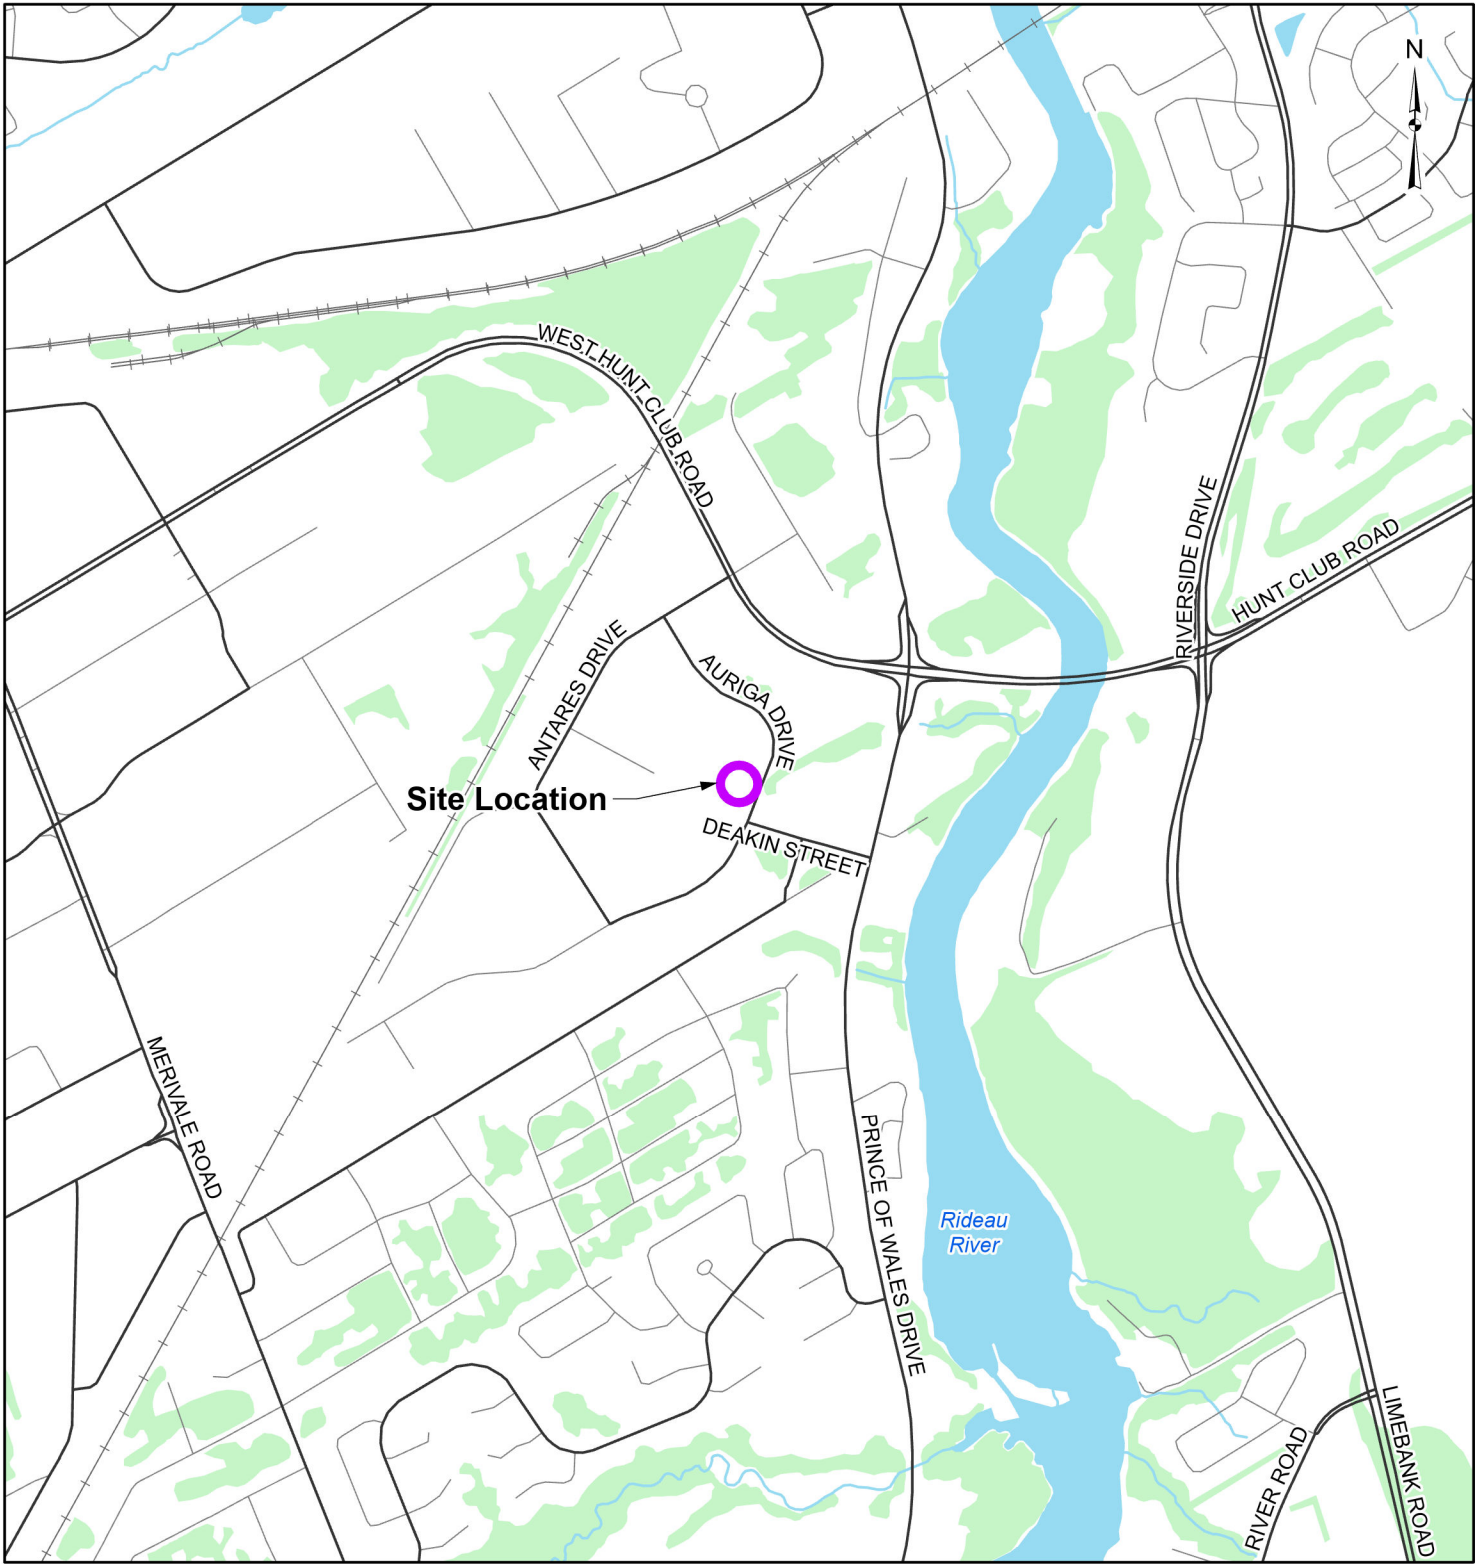 N
WEST HUNT CLUB ROAD
RIVERSIDE DRIVE
HUNT CLUB ROAD
ANTARES DRIVE
AURIGA DRIVE
Site Location
DEAKIN STREET
MERIVALE ROAD
PRINCE OF WALES DRIVE
Rideau
River
LIMEBANK ROAD
RIVER ROAD